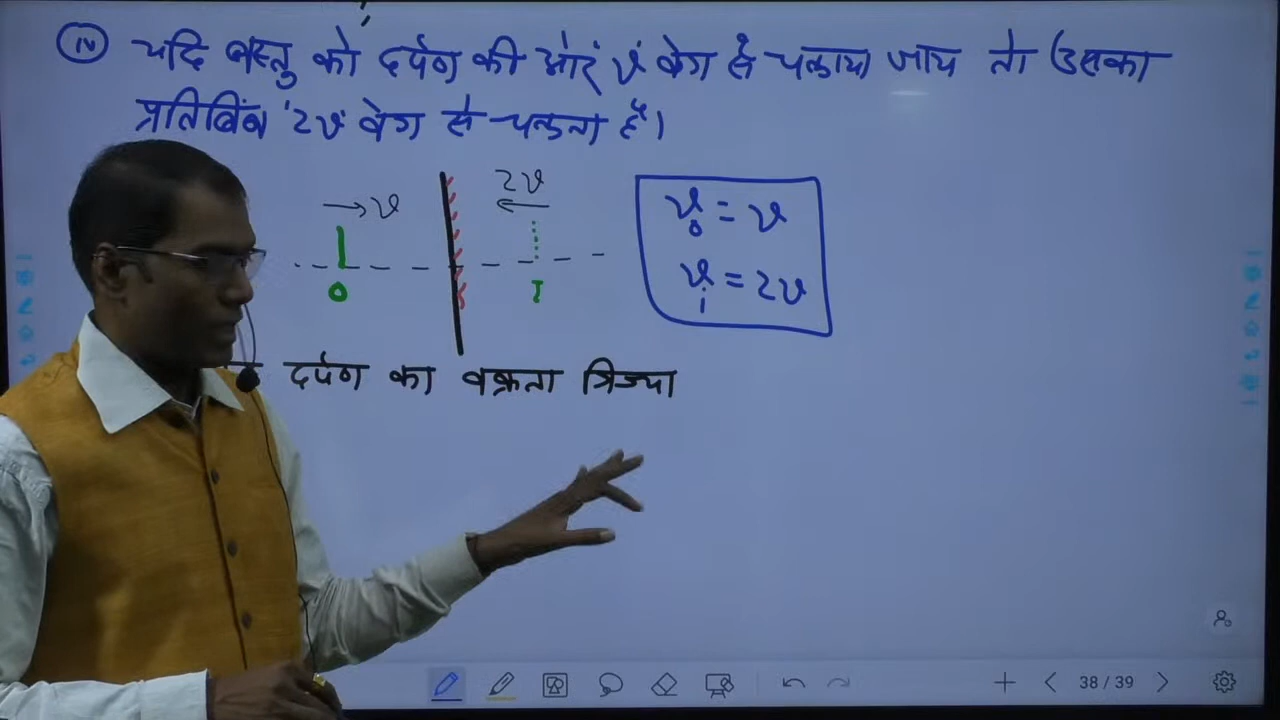 iv यदि वस्तु को दर्पण की ओर 'v' वेग से चलाया जाय तो उसका
प्रतिबिंब '2v' वेग से चलता है।
→v
2v
O
I
v₀ = v
vᵢ = 2v
दर्पण का वक्रता त्रिज्या
38 / 39